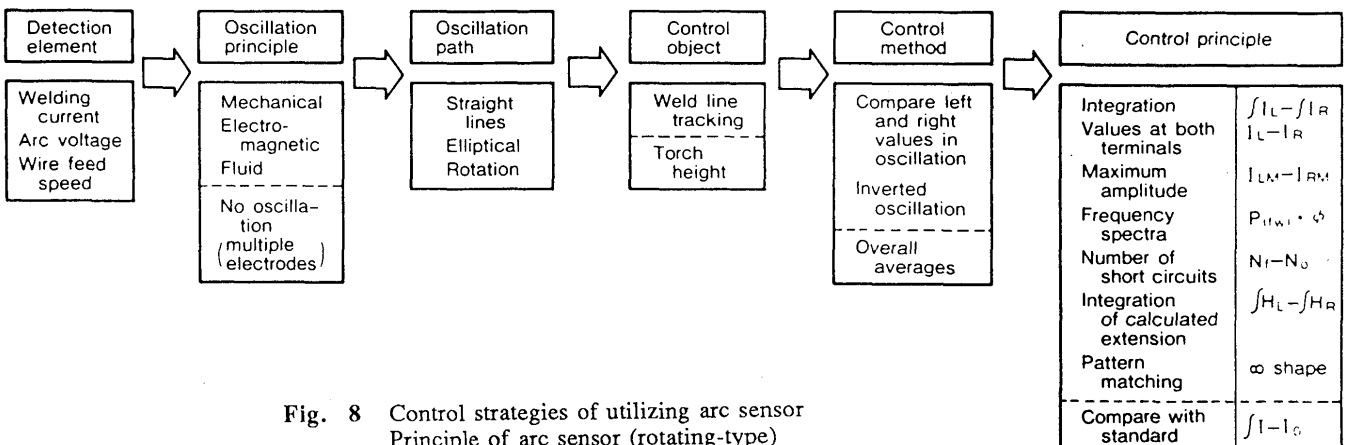 Detection
element
Oscillation
principle
Oscillation
path
Control
object
Control
method
Control principle
Welding
current
Arc voltage
Wire feed
speed
Mechanical
Electro-
magnetic
Fluid
No oscilla-
tion
(multiple
electrodes)
Straight
lines
Elliptical
Rotation
Weld line
tracking
Torch
height
Compare left
and right
values in
oscillation
Inverted
oscillation
Overall
averages
Integration ∫IL−∫IR
Values at both
terminals IL−IR
Maximum
amplitude ILM−IRM
Frequency
spectra
Number of
short circuits
Integration
of calculated
extension ∫HL−∫HR
Pattern
matching ∞ shape
Compare with
standard
Fig. 8 Control strategies of utilizing arc sensor
Principle of arc sensor (rotating-type)